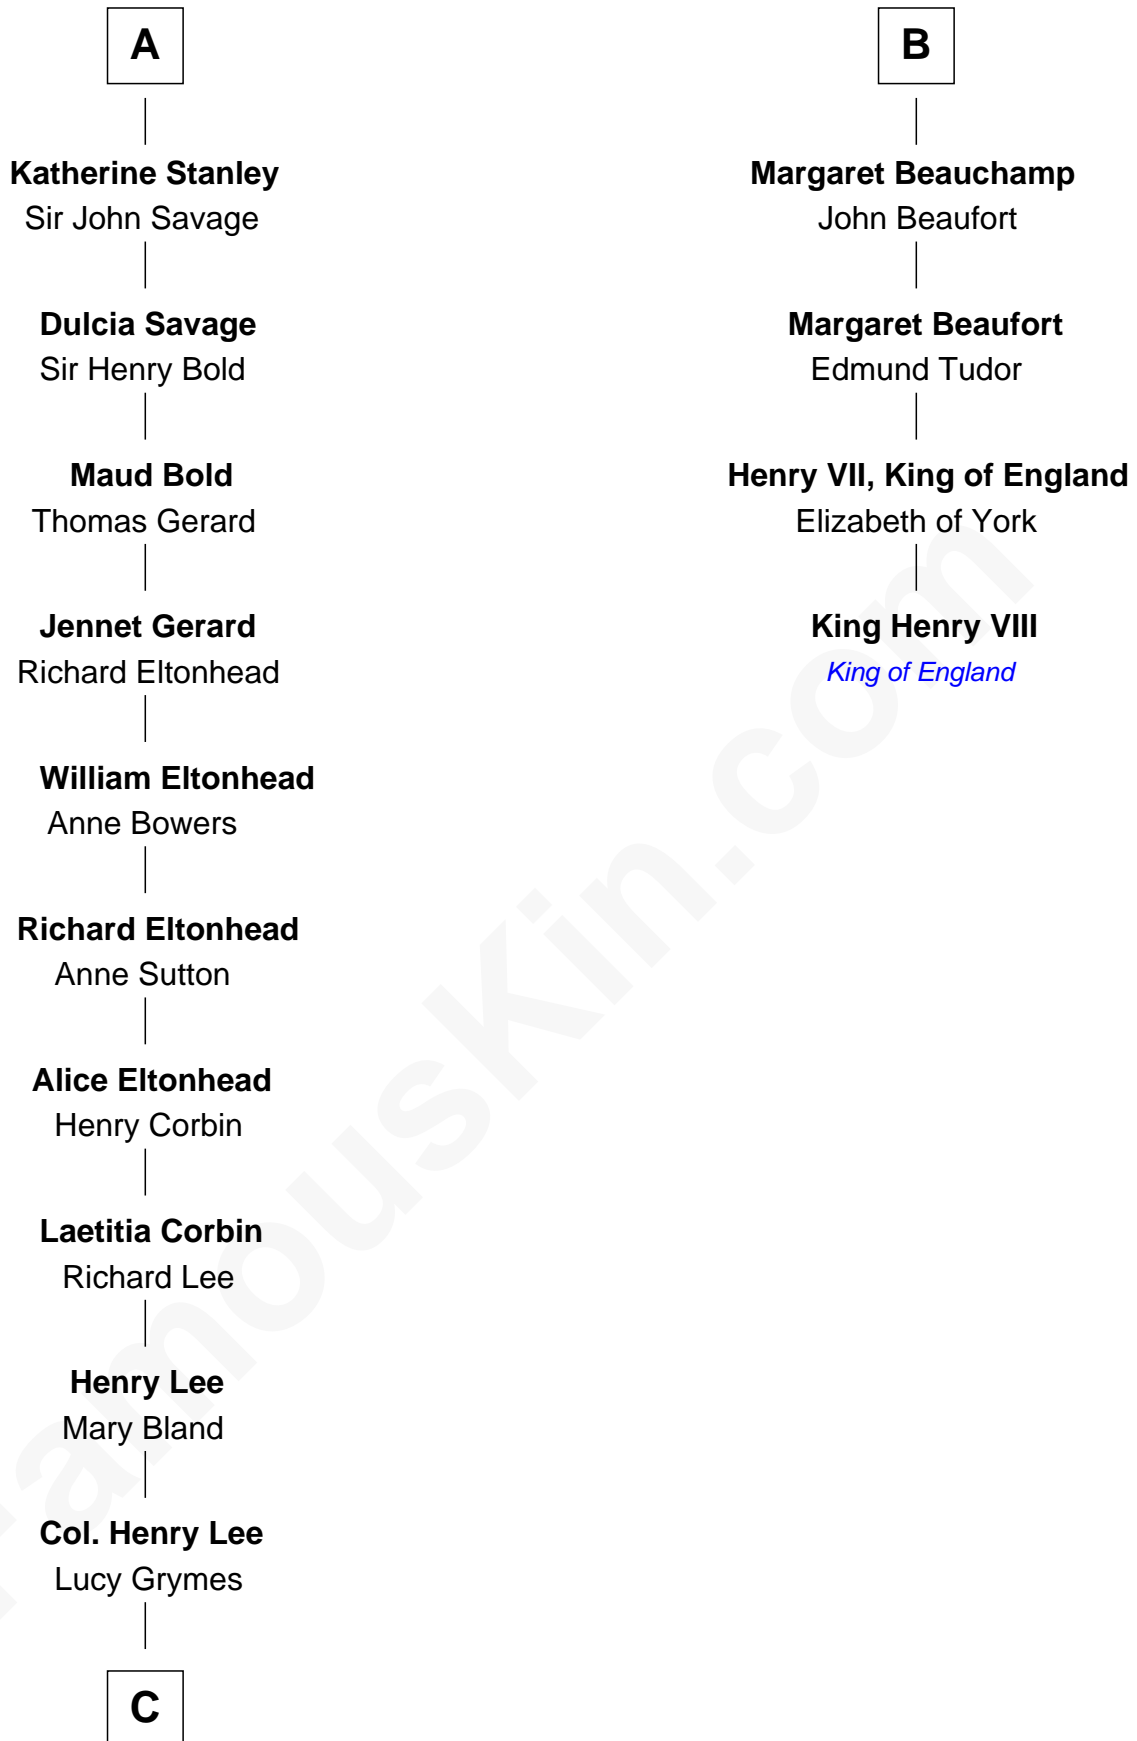 A
Katherine Stanley
Sir John Savage
Dulcia Savage
Sir Henry Bold
Maud Bold
Thomas Gerard
Jennet Gerard
Richard Eltonhead
William Eltonhead
Anne Bowers
Richard Eltonhead
Anne Sutton
Alice Eltonhead
Henry Corbin
Laetitia Corbin
Richard Lee
Henry Lee
Mary Bland
Col. Henry Lee
Lucy Grymes
C
B
Margaret Beauchamp
John Beaufort
Margaret Beaufort
Edmund Tudor
Henry VII, King of England
Elizabeth of York
King Henry VIII
King of England
FamousKin.com